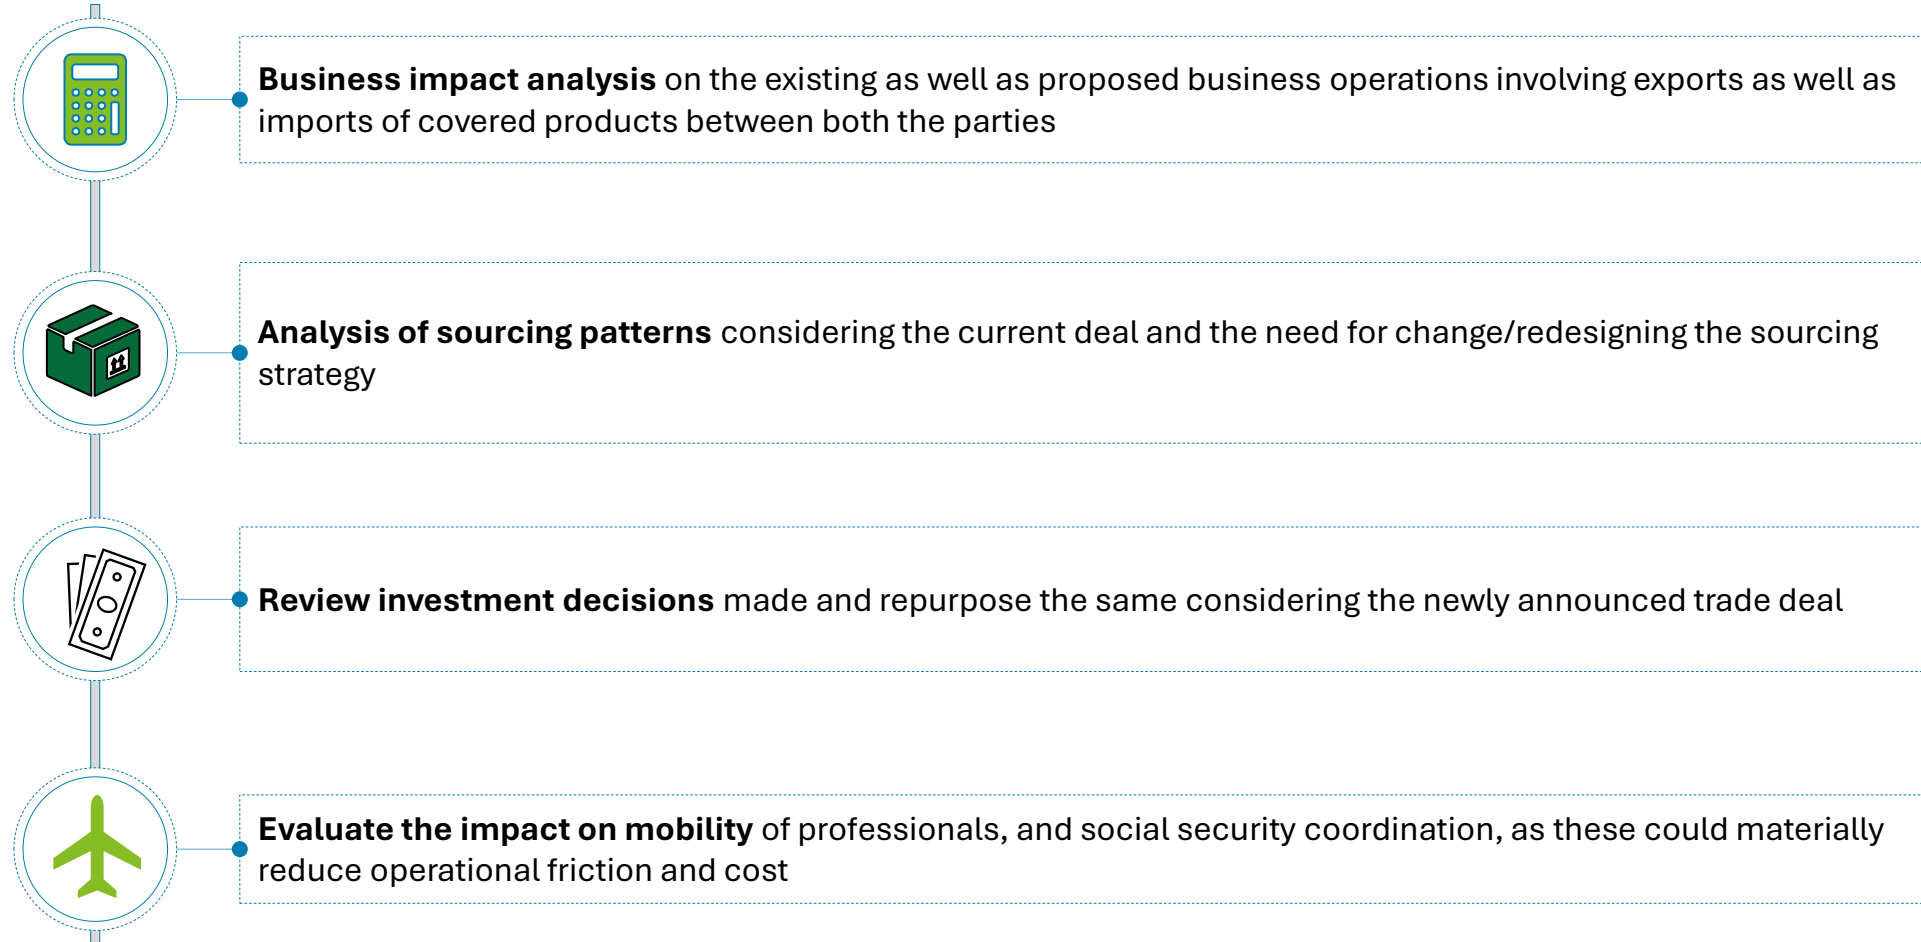 Business impact analysis on the existing as well as proposed business operations involving exports as well as
imports of covered products between both the parties
Analysis of sourcing patterns considering the current deal and the need for change/redesigning the sourcing
strategy
Review investment decisions made and repurpose the same considering the newly announced trade deal
Evaluate the impact on mobility of professionals, and social security coordination, as these could materially
reduce operational friction and cost